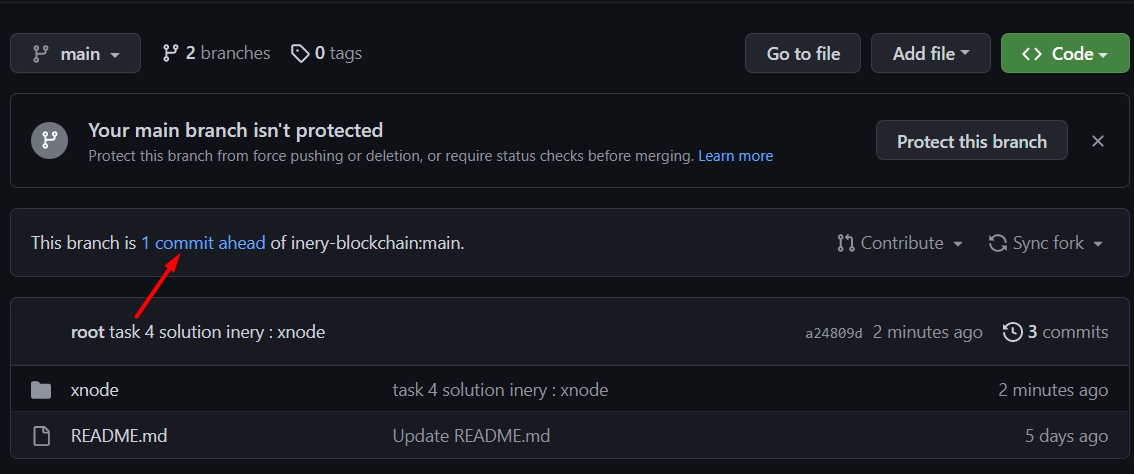 main 2 branches 0 tags Go to file Add file Code
Your main branch isn't protected
Protect this branch from force pushing or deletion, or require status checks before merging. Learn more
Protect this branch
This branch is 1 commit ahead of inery-blockchain:main. Contribute Sync fork
root task 4 solution inery : xnode a24809d 2 minutes ago 3 commits
xnode task 4 solution inery : xnode 2 minutes ago
README.md Update README.md 5 days ago